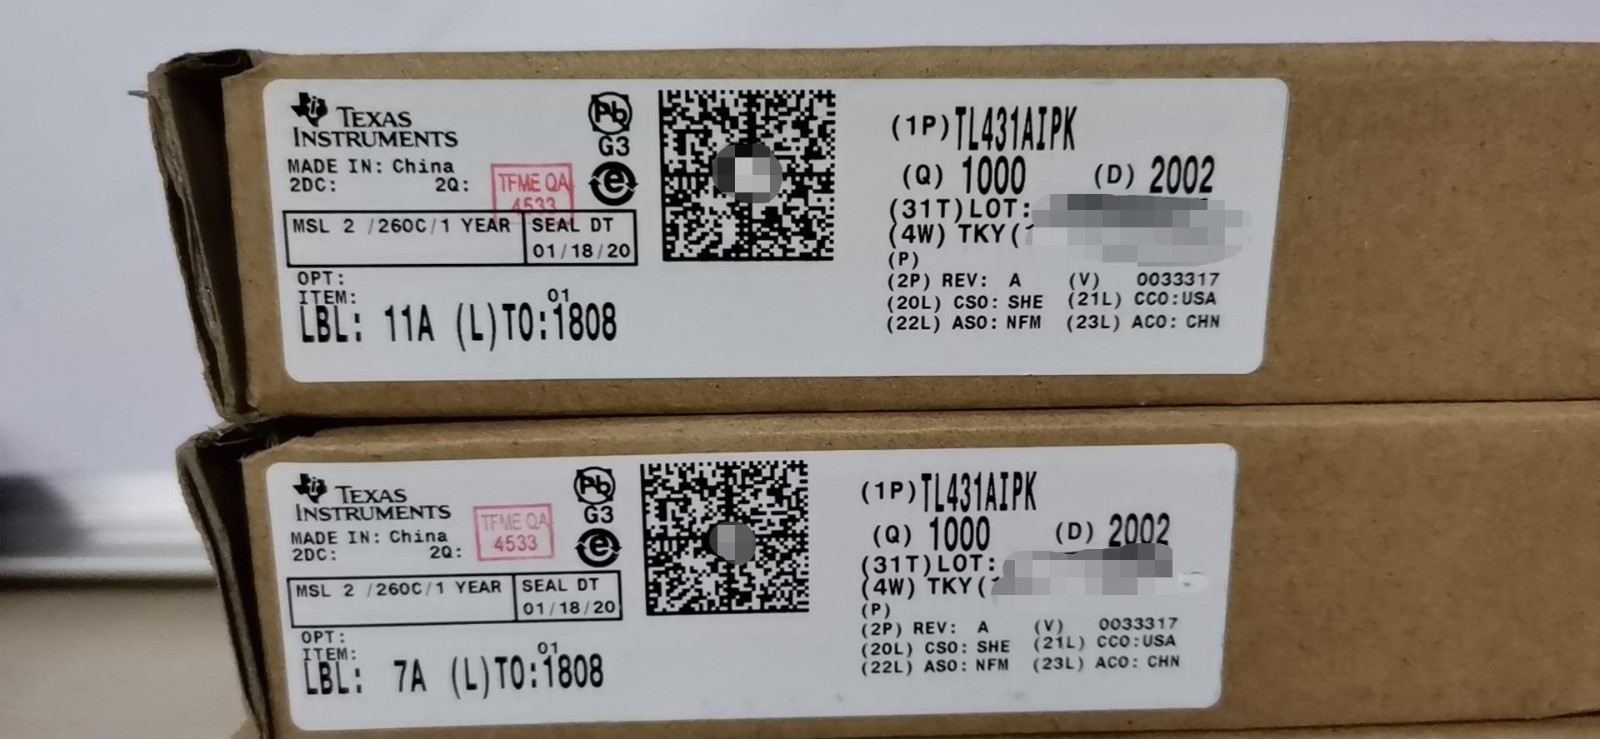 TEXAS
INSTRUMENTS
MADE IN: China
2DC: 2Q:
TFME QA
4533
MSL 2 /260C/1 YEAR
SEAL DT
01/18/20
OPT:
ITEM:
01
LBL: 11A (L)TO:1808
Pb
G3
e
(1P)TL431AIPK
(Q) 1000 (D) 2002
(31T)LOT:
(4W) TKY(
(P)
(2P) REV: A (V) 0033317
(20L) CSO: SHE (21L) CCO:USA
(22L) ASO: NFM (23L) ACO: CHN
TEXAS
INSTRUMENTS
MADE IN: China
2DC: 2Q:
TFME QA
4533
MSL 2 /260C/1 YEAR
SEAL DT
01/18/20
OPT:
ITEM:
01
LBL: 7A (L)TO:1808
Pb
G3
e
(1P)TL431AIPK
(Q) 1000 (D) 2002
(31T)LOT:
(4W) TKY(
(P)
(2P) REV: A (V) 0033317
(20L) CSO: SHE (21L) CCO:USA
(22L) ASO: NFM (23L) ACO: CHN